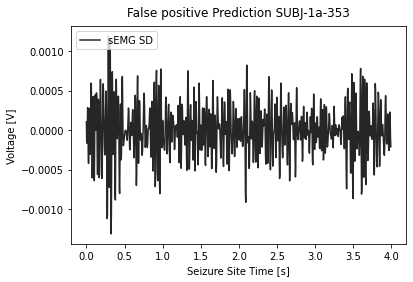 False positive Prediction SUBJ-1a-353
sEMG SD
0.0010
0.0005
0.0000
−0.0005
−0.0010
Voltage [V]
0.0 0.5 1.0 1.5 2.0 2.5 3.0 3.5 4.0
Seizure Site Time [s]